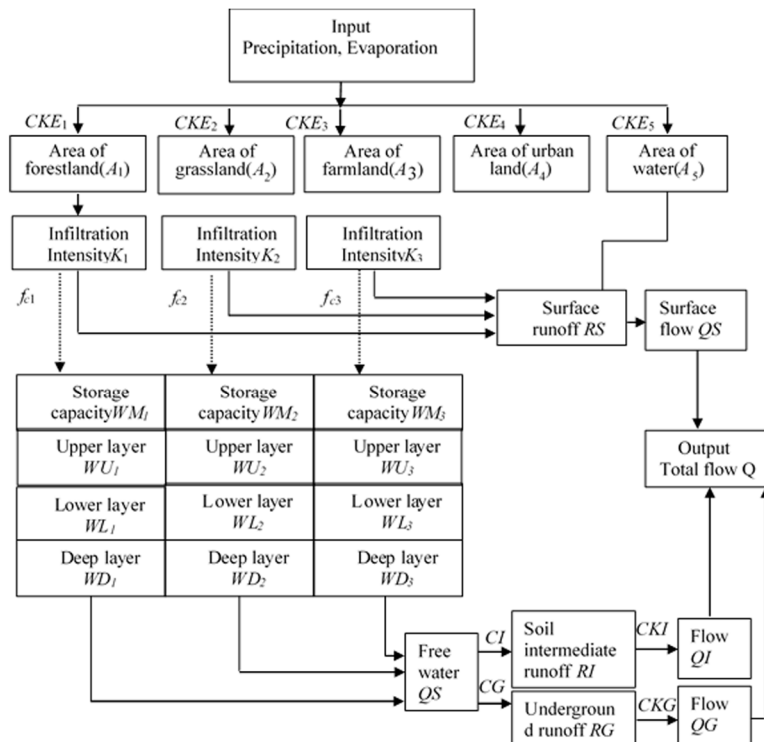 Input
Precipitation, Evaporation
CKE1
CKE2
CKE3
CKE4
CKE5
Area of
forestland(A1)
Area of
grassland(A2)
Area of
farmland(A3)
Area of urban
land(A4)
Area of
water(A5)
Infiltration
IntensityK1
Infiltration
IntensityK2
Infiltration
IntensityK3
fc1
fc2
fc3
Surface
runoff RS
Surface
flow QS
Storage
capacityWM1
Storage
capacityWM2
Storage
capacityWM3
Upper layer
WU1
Upper layer
WU2
Upper layer
WU3
Output
Total flow Q
Lower layer
WL1
Lower layer
WL2
Lower layer
WL3
Deep layer
WD1
Deep layer
WD2
Deep layer
WD3
Free
water
QS
CI
CG
Soil
intermediate
runoff RI
CKI
Flow
QI
Undergroun
d runoff RG
CKG
Flow
QG